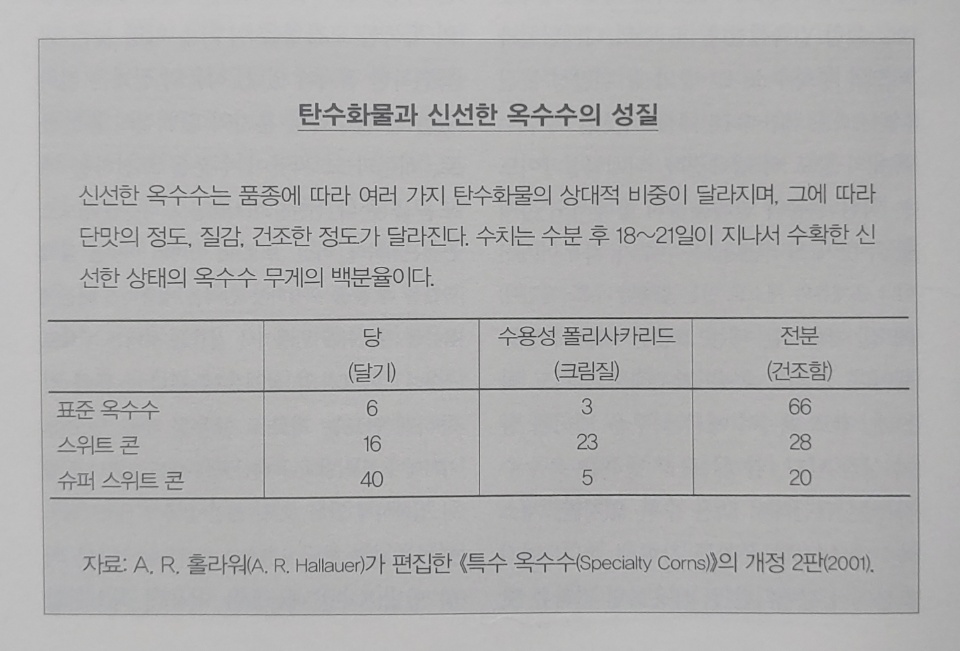 탄수화물과 신선한 옥수수의 성질
신선한 옥수수는 품종에 따라 여러 가지 탄수화물의 상대적 비중이 달라지며, 그에 따라
단맛의 정도, 질감, 건조한 정도가 달라진다. 수치는 수분 후 18~21일이 지나서 수확한 신
선한 상태의 옥수수 무게의 백분율이다.
당 수용성 폴리사카리드 전분
(달기) (크림질) (건조함)
표준 옥수수 6 3 66
스위트 콘 16 23 28
슈퍼 스위트 콘 40 5 20
자료: A. R. 홀라워(A. R. Hallauer)가 편집한 《특수 옥수수(Specialty Corns)》의 개정 2판(2001).